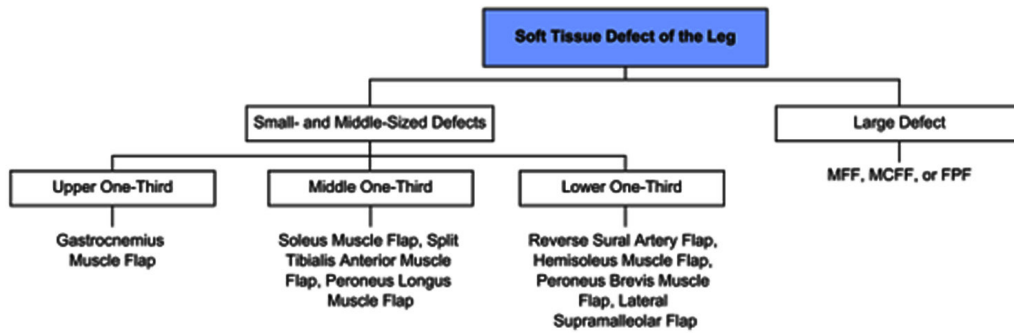 Soft Tissue Defect of the Leg
Small- and Middle-Sized Defects
Large Defect
MFF, MCFF, or FPF
Upper One-Third
Middle One-Third
Lower One-Third
Gastrocnemius
Muscle Flap
Soleus Muscle Flap, Split
Tibialis Anterior Muscle
Flap, Peroneus Longus
Muscle Flap
Reverse Sural Artery Flap,
Hemisoleus Muscle Flap,
Peroneus Brevis Muscle
Flap, Lateral
Supramalleolar Flap